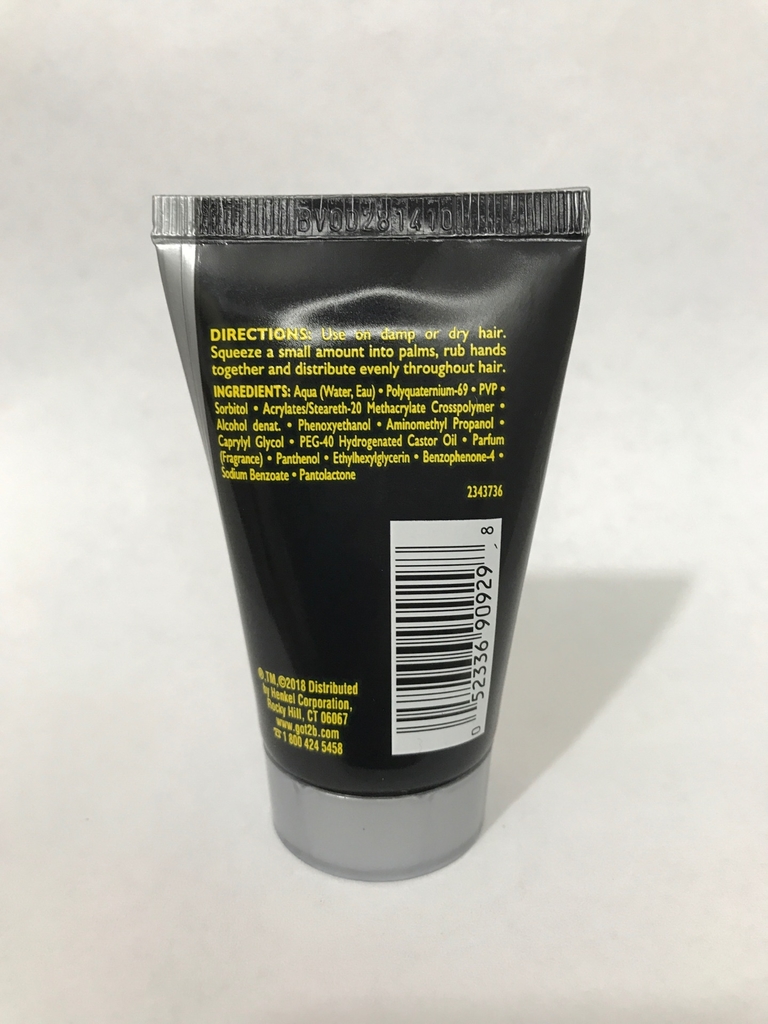 BV00281410
DIRECTIONS: Use on damp or dry hair.
Squeeze a small amount into palms, rub hands
together and distribute evenly throughout hair.
INGREDIENTS: Aqua (Water, Eau) • Polyquaternium-69 • PVP •
Sorbitol • Acrylates/Steareth-20 Methacrylate Crosspolymer •
Alcohol denat. • Phenoxyethanol • Aminomethyl Propanol •
Caprylyl Glycol • PEG-40 Hydrogenated Castor Oil • Parfum
(Fragrance) • Panthenol • Ethylhexylglycerin • Benzophenone-4 •
Sodium Benzoate • Pantolactone
2343736
0 52336 90929 8
®,TM,©2018 Distributed
by Henkel Corporation,
Rocky Hill, CT 06067
www.got2b.com
☏ 1 800 424 5458